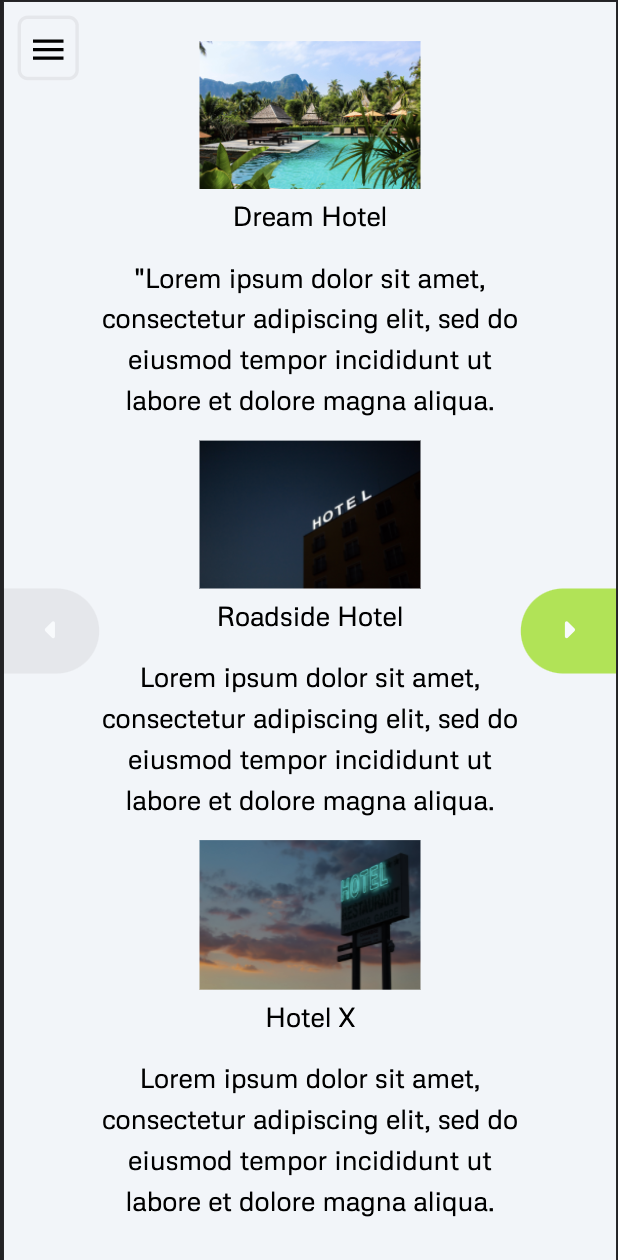 Dream Hotel
"Lorem ipsum dolor sit amet,
consectetur adipiscing elit, sed do
eiusmod tempor incididunt ut
labore et dolore magna aliqua.
HOTEL
Roadside Hotel
Lorem ipsum dolor sit amet,
consectetur adipiscing elit, sed do
eiusmod tempor incididunt ut
labore et dolore magna aliqua.
HOTEL
RESTAURANT
Hotel X
Lorem ipsum dolor sit amet,
consectetur adipiscing elit, sed do
eiusmod tempor incididunt ut
labore et dolore magna aliqua.